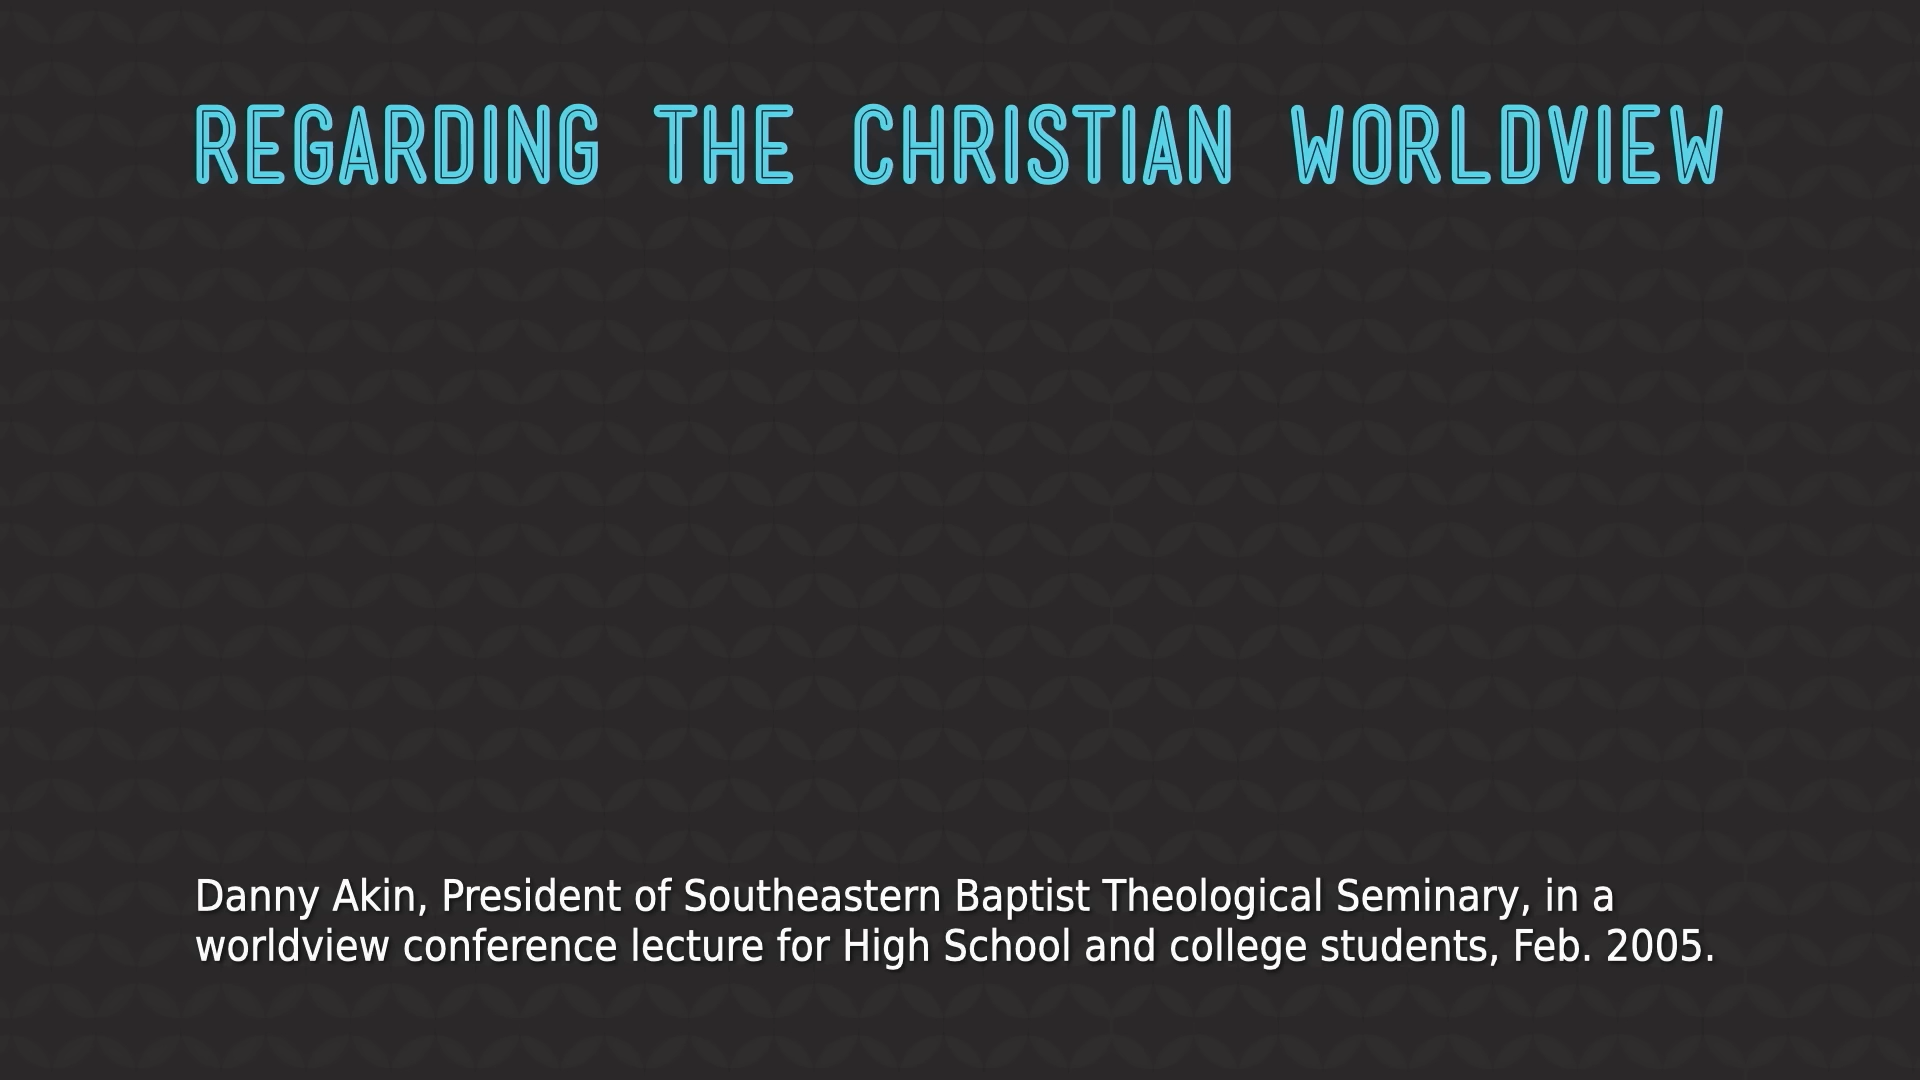 REGARDING THE CHRISTIAN WORLDVIEW
Danny Akin, President of Southeastern Baptist Theological Seminary, in a
worldview conference lecture for High School and college students, Feb. 2005.